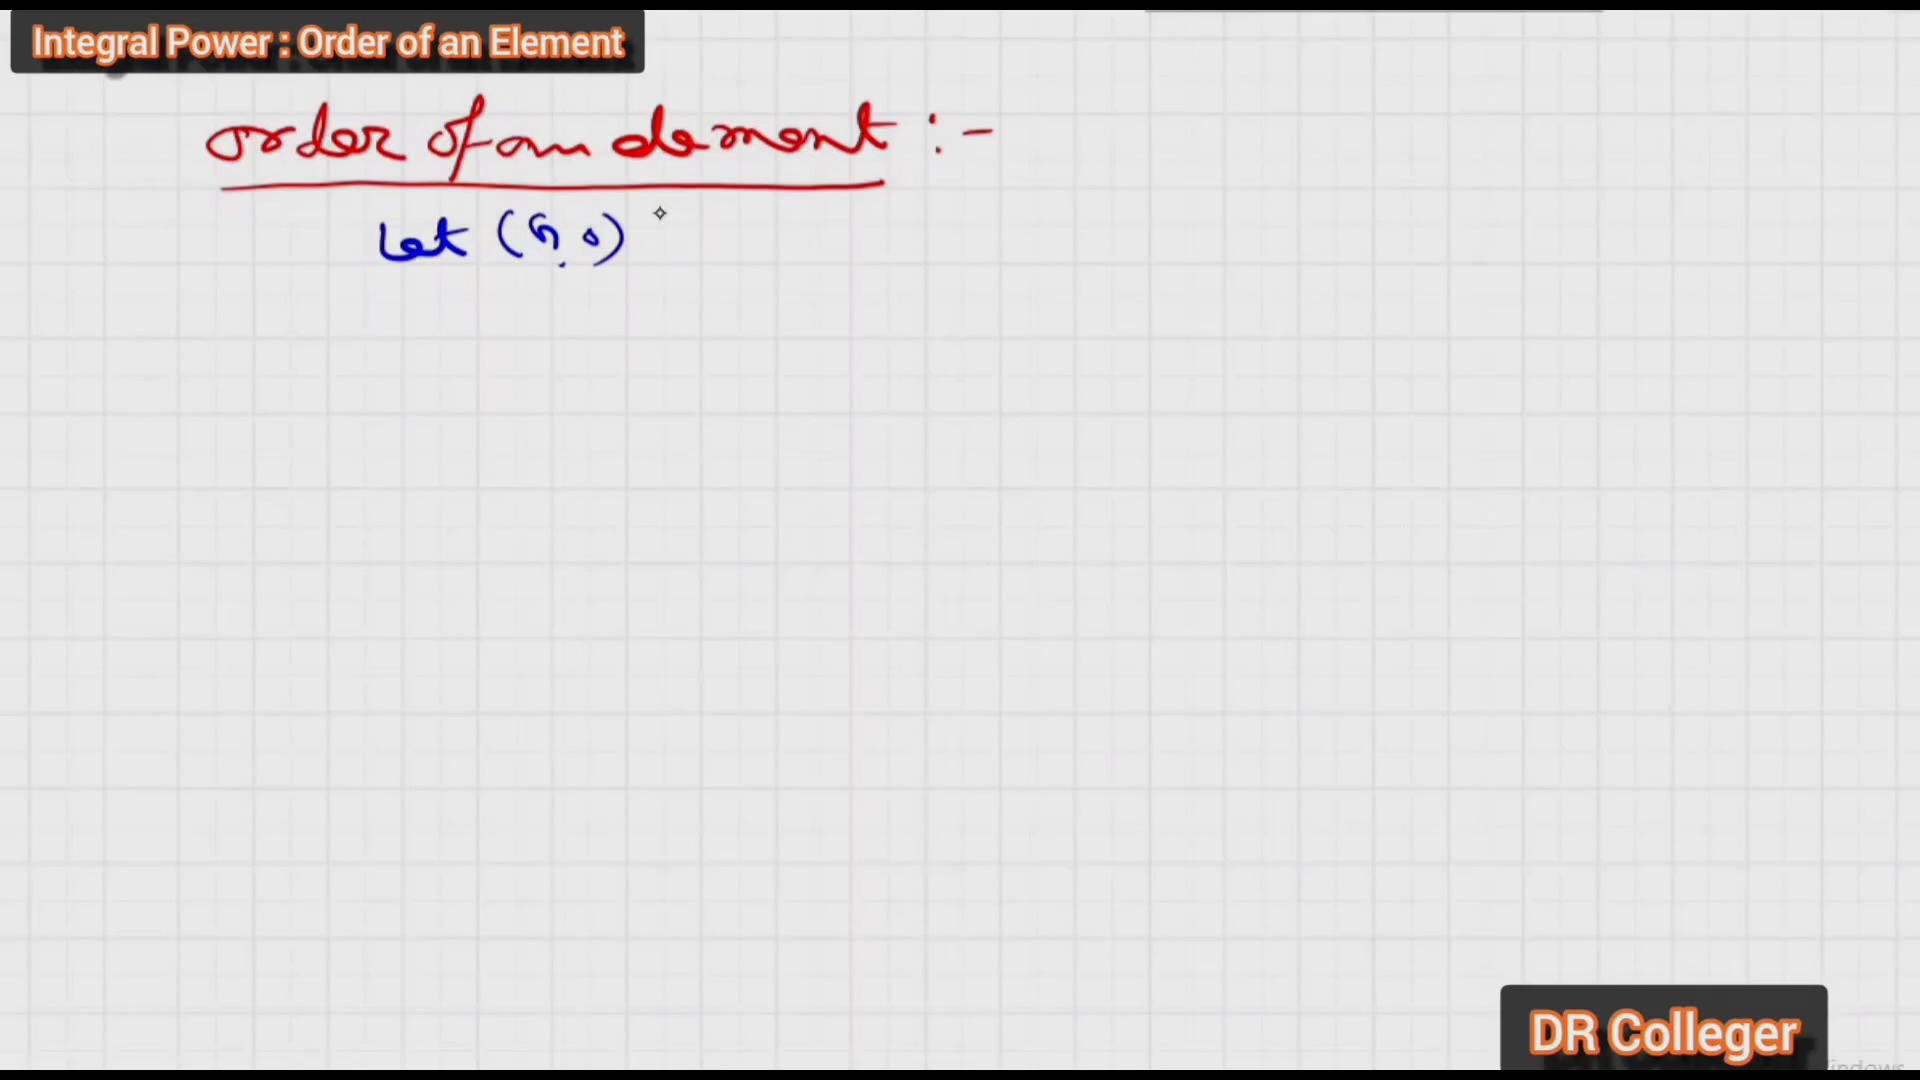 Integral Power : Order of an Element
order of an element :-
Let (G, o)
DR Colleger